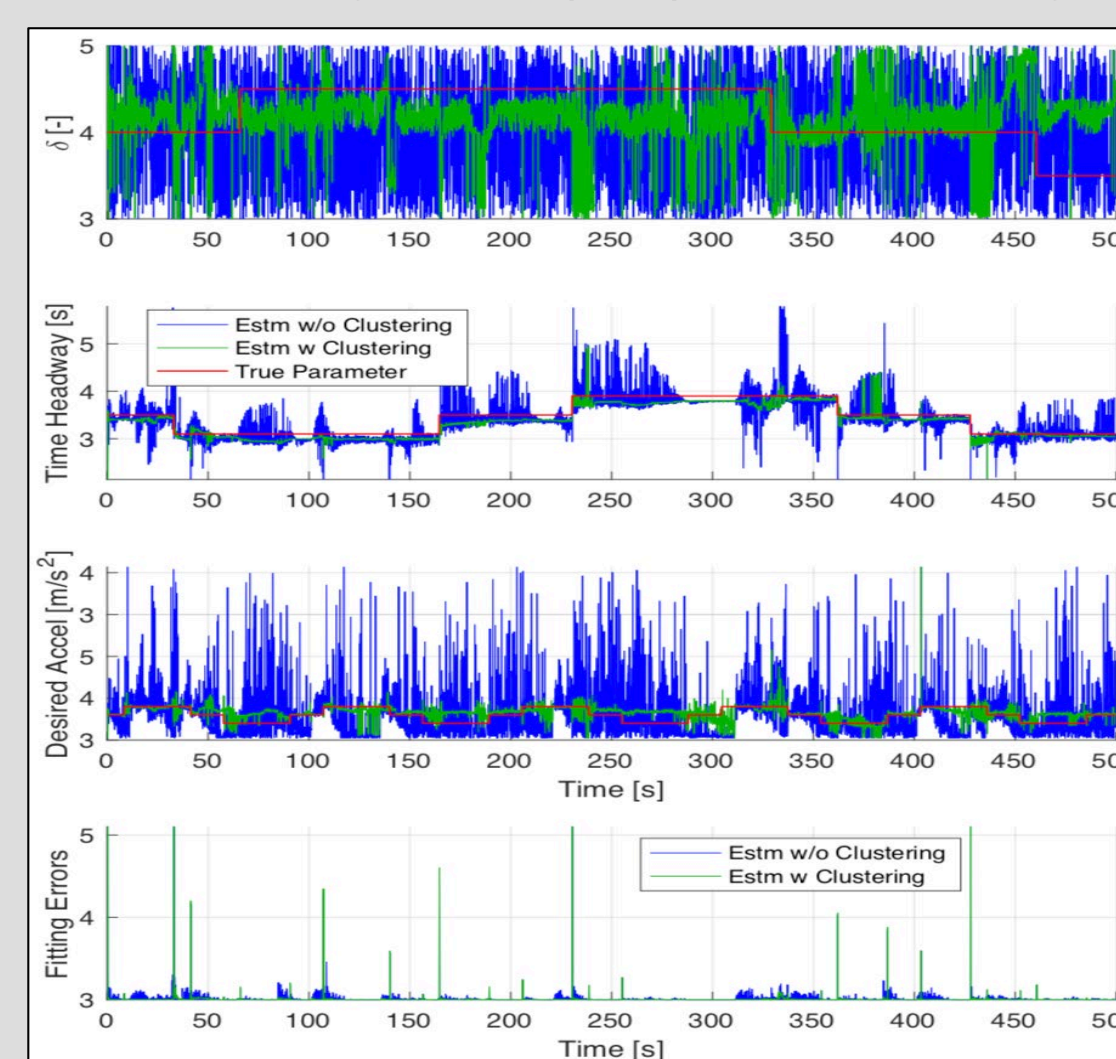 5
4
3
δ [-]
0 50 100 150 200 250 300 350 400 450 50
Estm w/o Clustering
Estm w Clustering
True Parameter
5
4
3
Time Headway [s]
0 50 100 150 200 250 300 350 400 450 50
4
3
5
4
3
Desired Accel [m/s²]
0 50 100 150 200 250 300 350 400 450 50
Time [s]
Estm w/o Clustering
Estm w Clustering
5
4
3
Fitting Errors
0 50 100 150 200 250 300 350 400 450 50
Time [s]